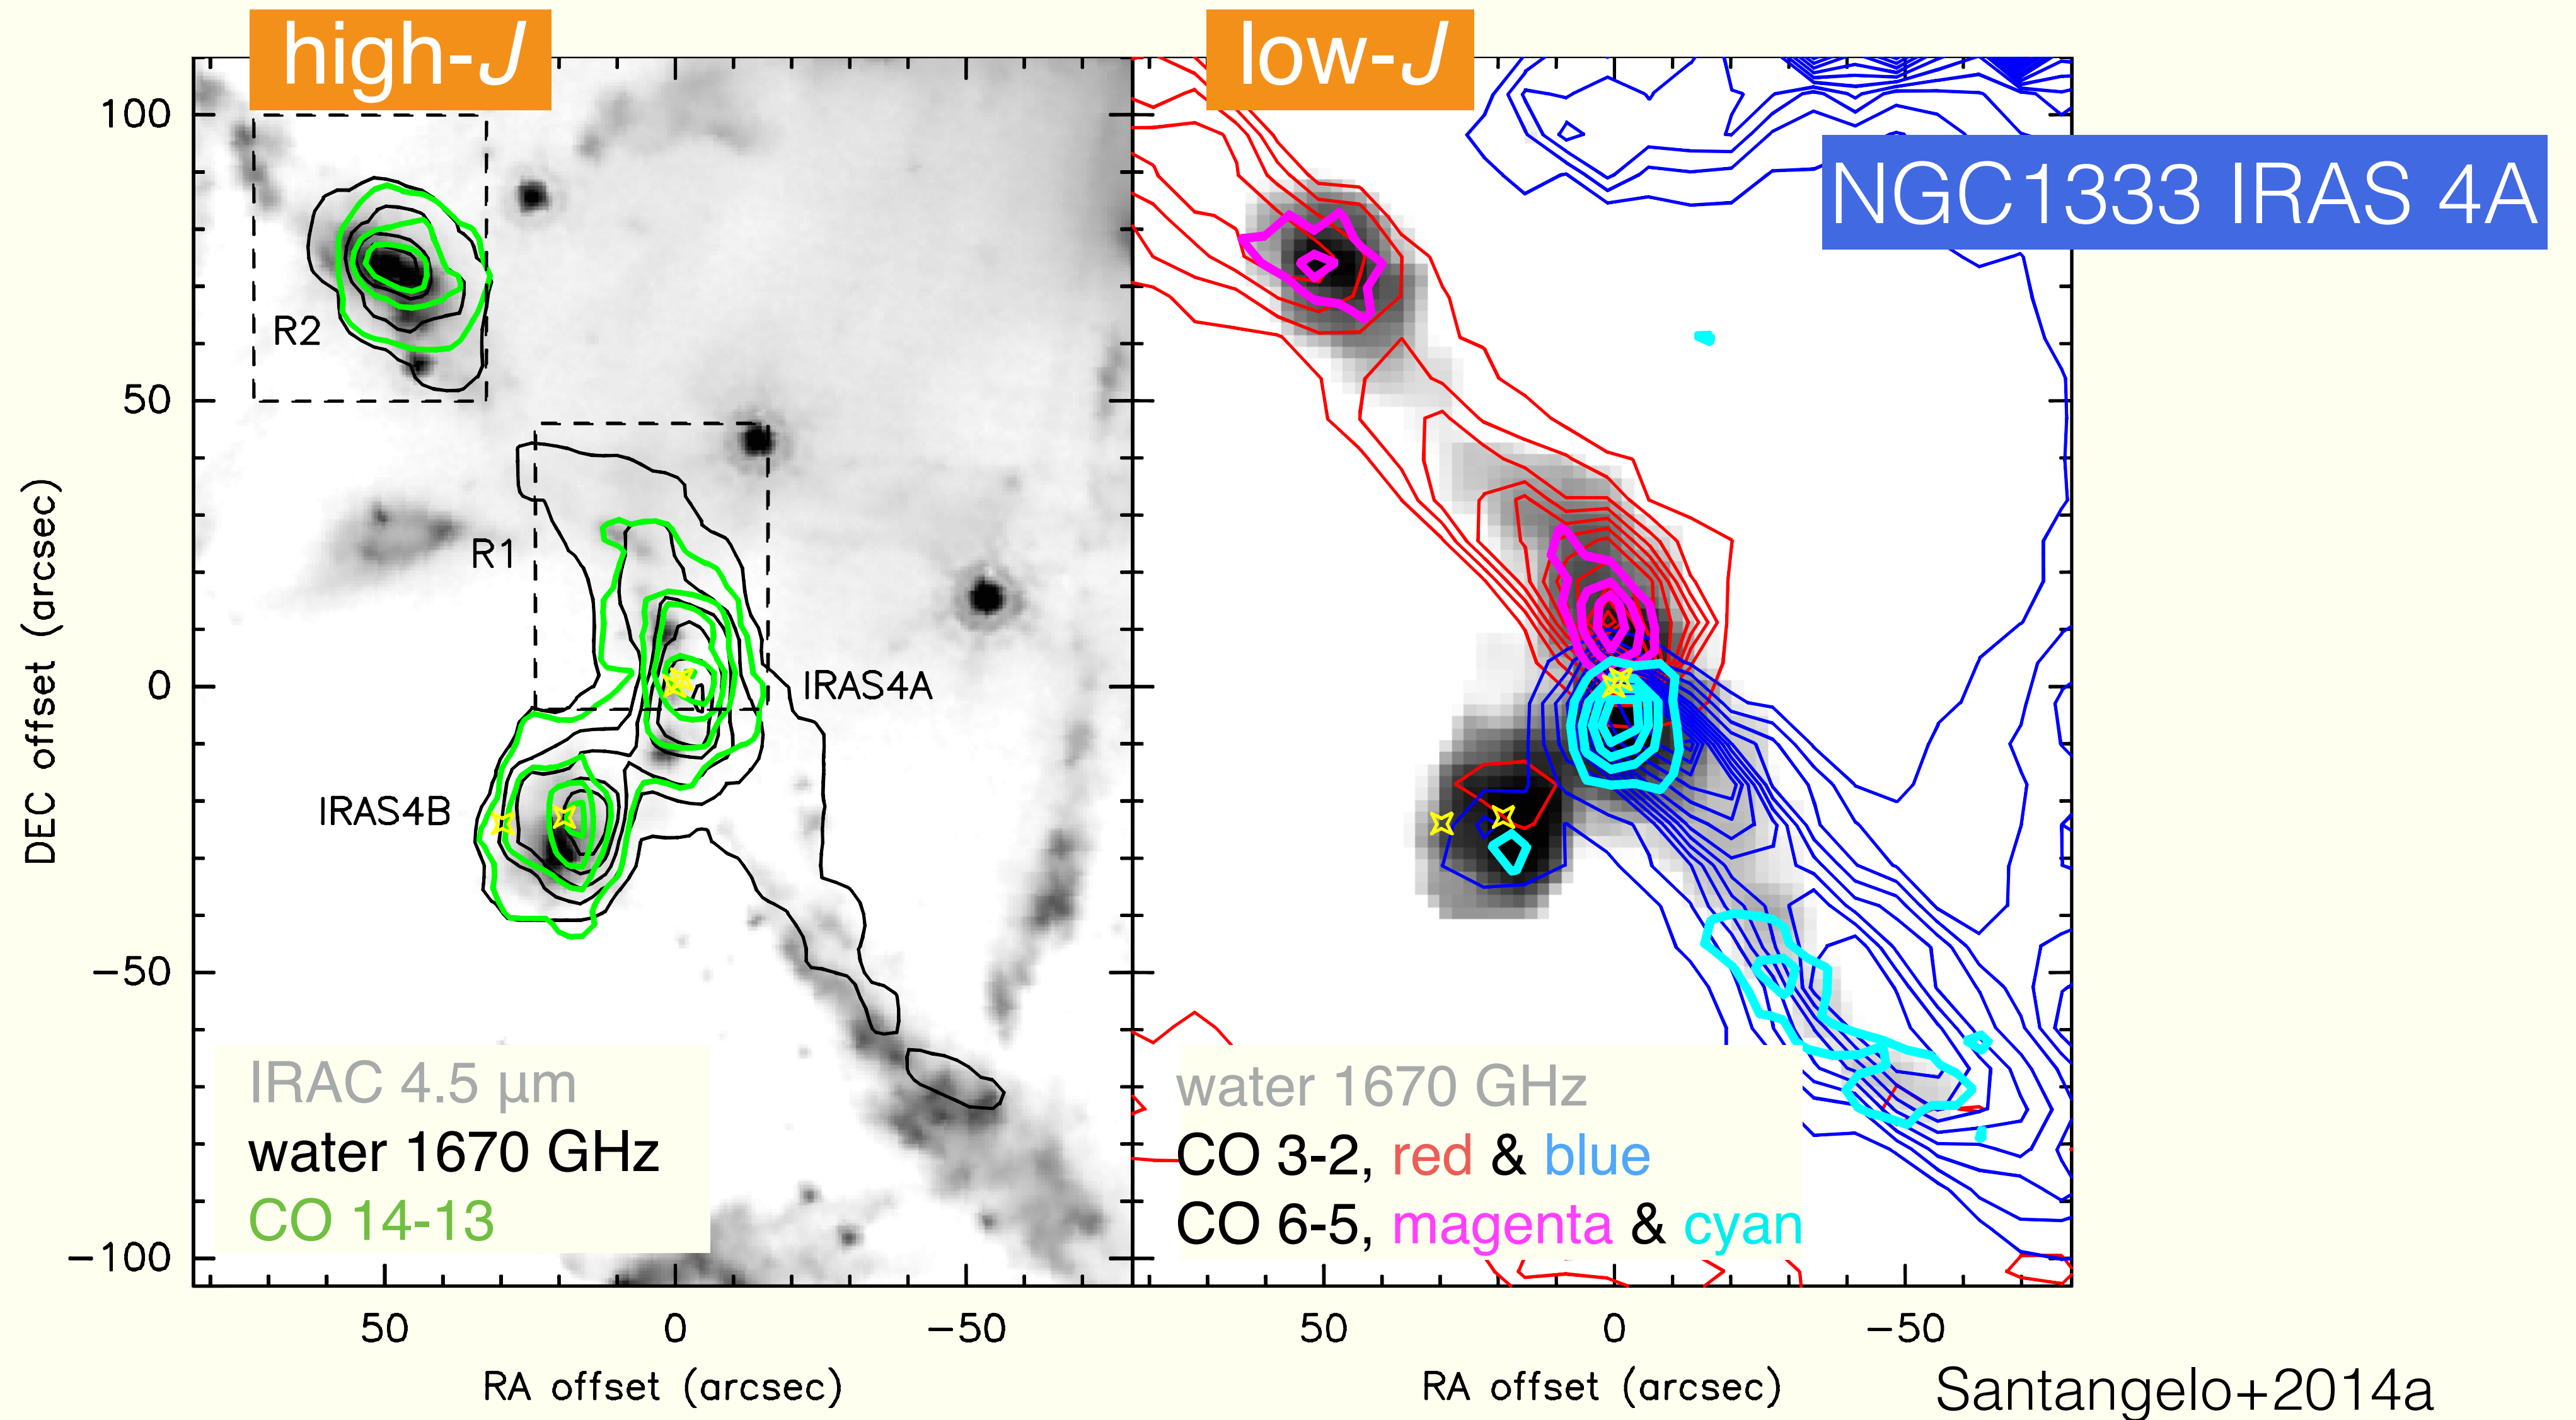 high-J
low-J
NGC1333 IRAS 4A
100
50
0
−50
−100
DEC offset (arcsec)
R2
R1
IRAS4A
IRAS4B
IRAC 4.5 μm
water 1670 GHz
CO 14-13
water 1670 GHz
CO 3-2, red & blue
CO 6-5, magenta & cyan
50
0
−50
50
0
−50
RA offset (arcsec)
RA offset (arcsec)
Santangelo+2014a